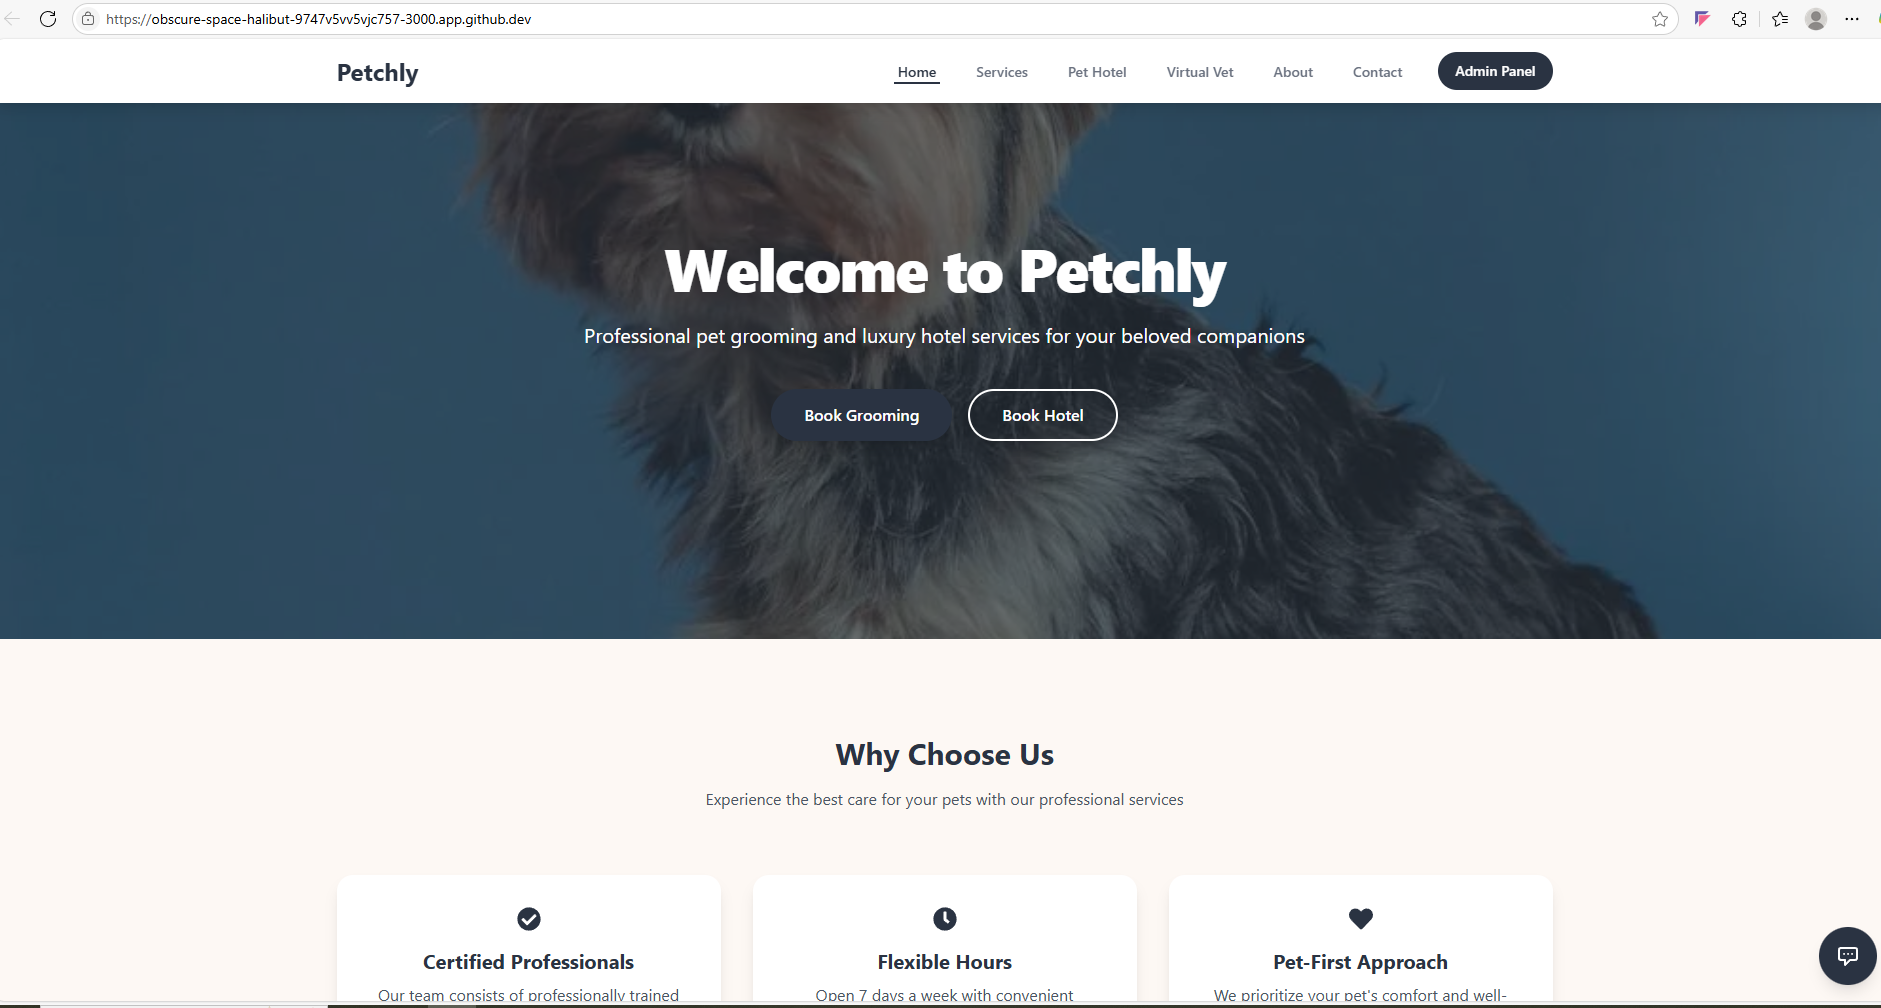 https://obscure-space-halibut-9747v5vv5vjc757-3000.app.github.dev
Petchly
Home
Services
Pet Hotel
Virtual Vet
About
Contact
Admin Panel
Welcome to Petchly
Professional pet grooming and luxury hotel services for your beloved companions
Book Grooming
Book Hotel
Why Choose Us
Experience the best care for your pets with our professional services
Certified Professionals
Flexible Hours
Pet-First Approach
Our team consists of professionally trained
Open 7 days a week with convenient
We prioritize your pet's comfort and well-